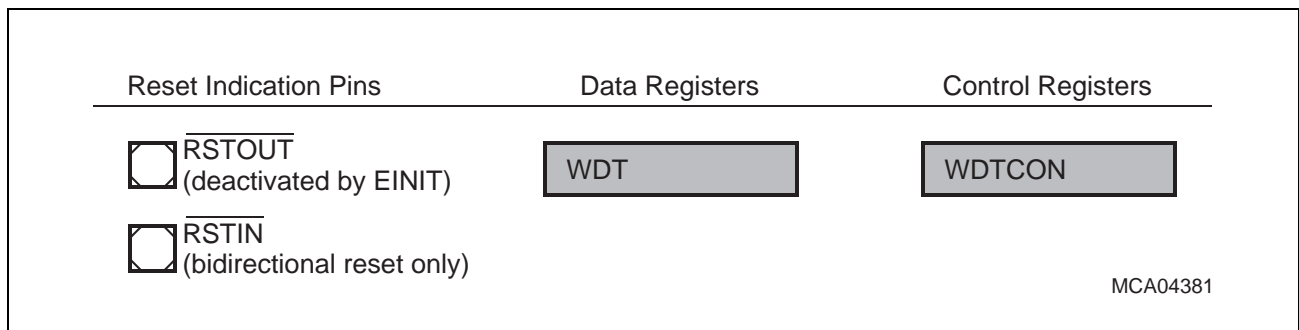 Reset Indication Pins Data Registers Control Registers
RSTOUT
(deactivated by EINIT)
WDT
WDTCON
RSTIN
(bidirectional reset only)
MCA04381